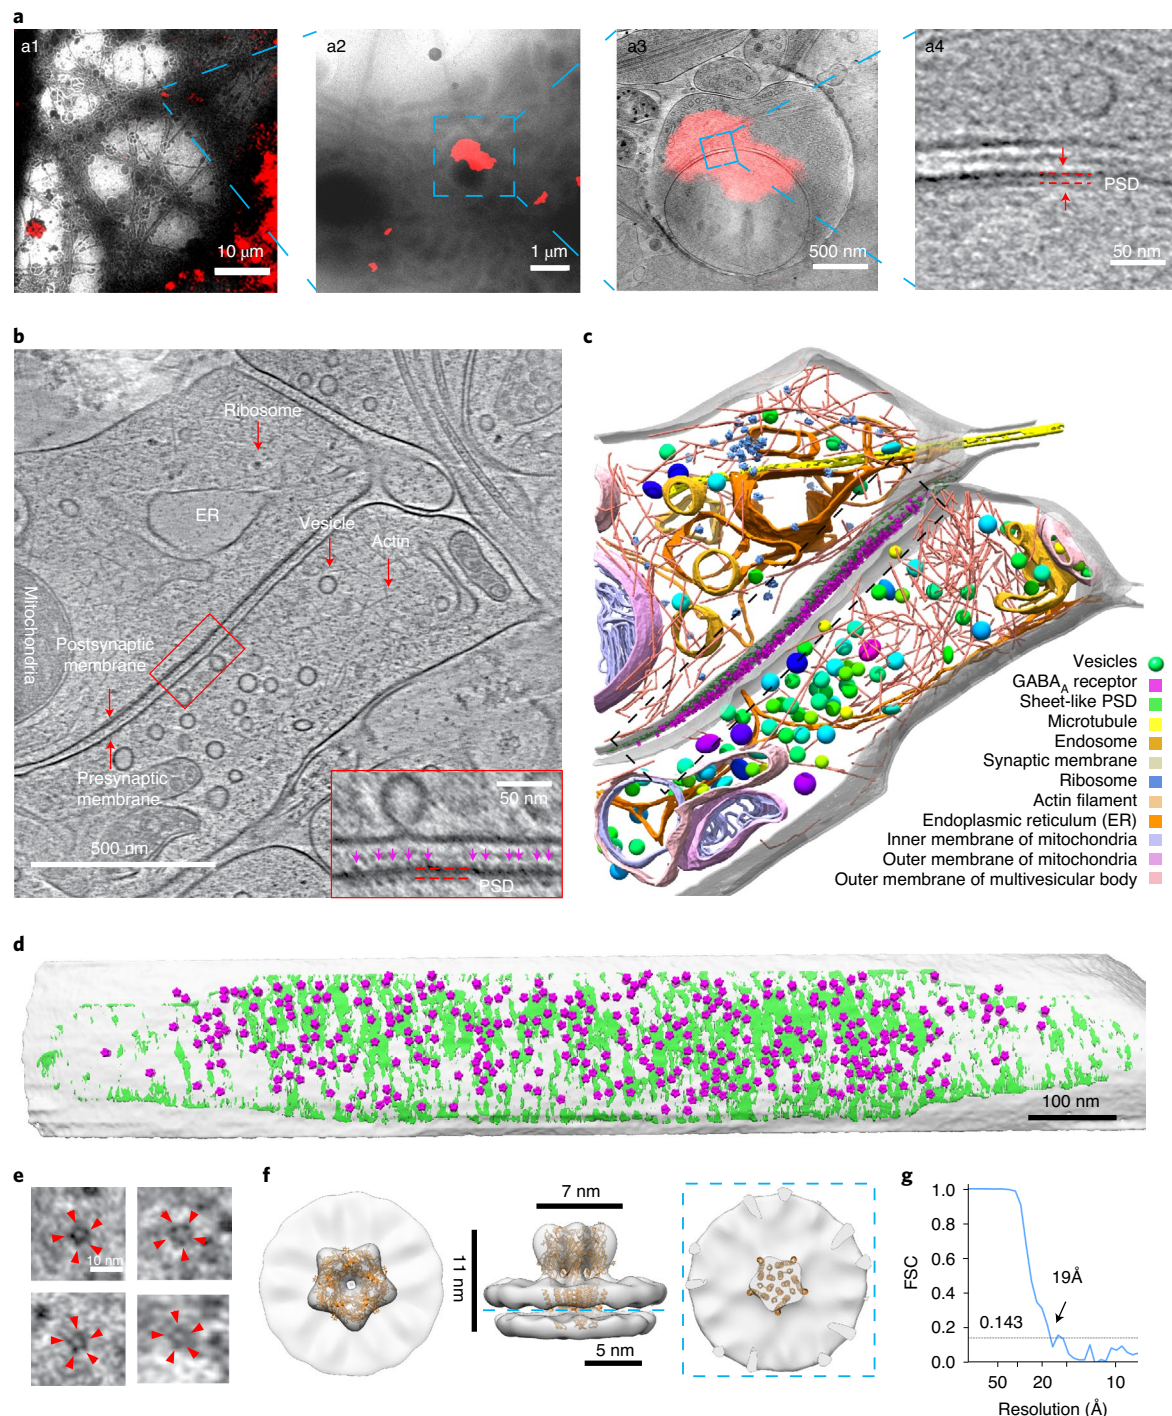 a
a1
10 μm
a2
1 μm
a3
500 nm
a4
PSD
50 nm
b
Ribosome
ER
Vesicle
Actin
Mitochondria
Postsynaptic
membrane
Presynaptic
membrane
500 nm
50 nm
PSD
c
Vesicles
GABA_A receptor
Sheet-like PSD
Microtubule
Endosome
Synaptic membrane
Ribosome
Actin filament
Endoplasmic reticulum (ER)
Inner membrane of mitochondria
Outer membrane of mitochondria
Outer membrane of multivesicular body
d
100 nm
e
10 nm
f
7 nm
11 nm
5 nm
g
1.0
0.8
0.6
0.4
0.2
0.0
FSC
19Å
0.143
50
20
10
Resolution (Å)